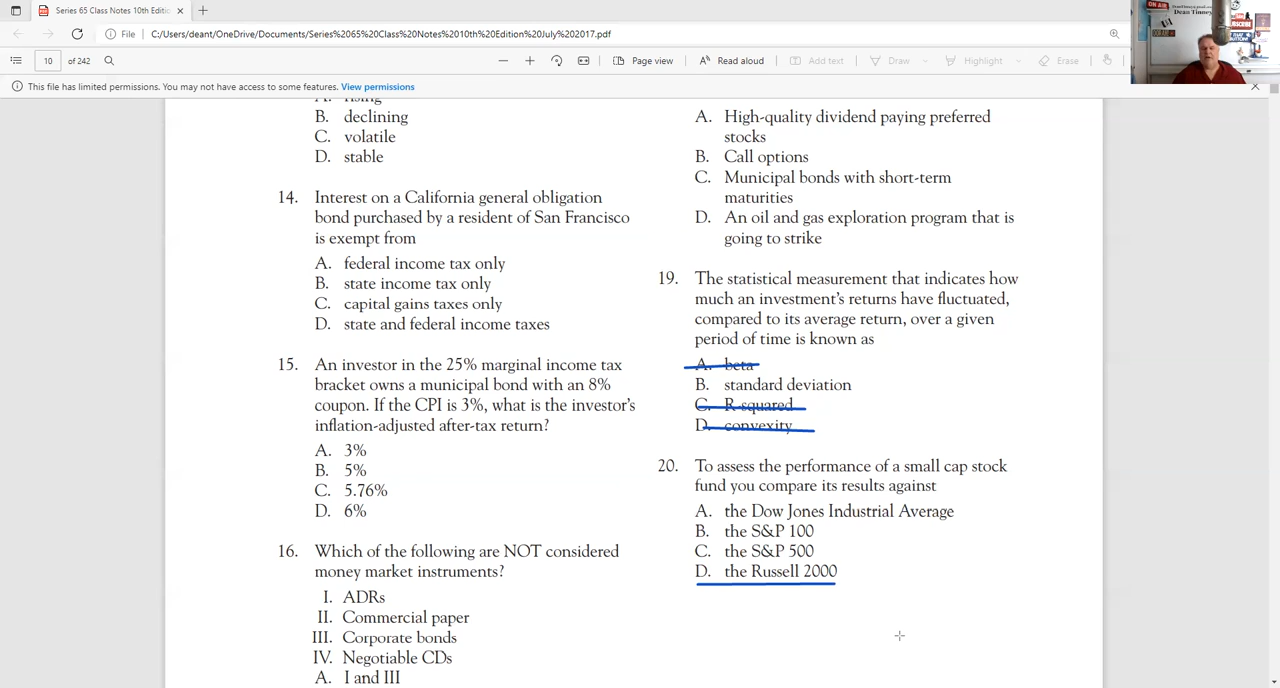 Series 65 Class Notes 10th Editi
File
C:/Users/deant/OneDrive/Documents/Series%2065%20Class%20Notes%2010th%20Edition%20July%202017.pdf
10 of 242
Page view
Read aloud
Add text
Draw
Highlight
Erase
This file has limited permissions. You may not have access to some features. View permissions
ON AIR
Dean Tinney
A. rising
B. declining
C. volatile
D. stable
14. Interest on a California general obligation
bond purchased by a resident of San Francisco
is exempt from
A. federal income tax only
B. state income tax only
C. capital gains taxes only
D. state and federal income taxes
15. An investor in the 25% marginal income tax
bracket owns a municipal bond with an 8%
coupon. If the CPI is 3%, what is the investor's
inflation-adjusted after-tax return?
A. 3%
B. 5%
C. 5.76%
D. 6%
16. Which of the following are NOT considered
money market instruments?
I. ADRs
II. Commercial paper
III. Corporate bonds
IV. Negotiable CDs
A. I and III
A. High-quality dividend paying preferred
stocks
B. Call options
C. Municipal bonds with short-term
maturities
D. An oil and gas exploration program that is
going to strike
19. The statistical measurement that indicates how
much an investment's returns have fluctuated,
compared to its average return, over a given
period of time is known as
A. beta
B. standard deviation
C. R-squared
D. convexity
20. To assess the performance of a small cap stock
fund you compare its results against
A. the Dow Jones Industrial Average
B. the S&P 100
C. the S&P 500
D. the Russell 2000